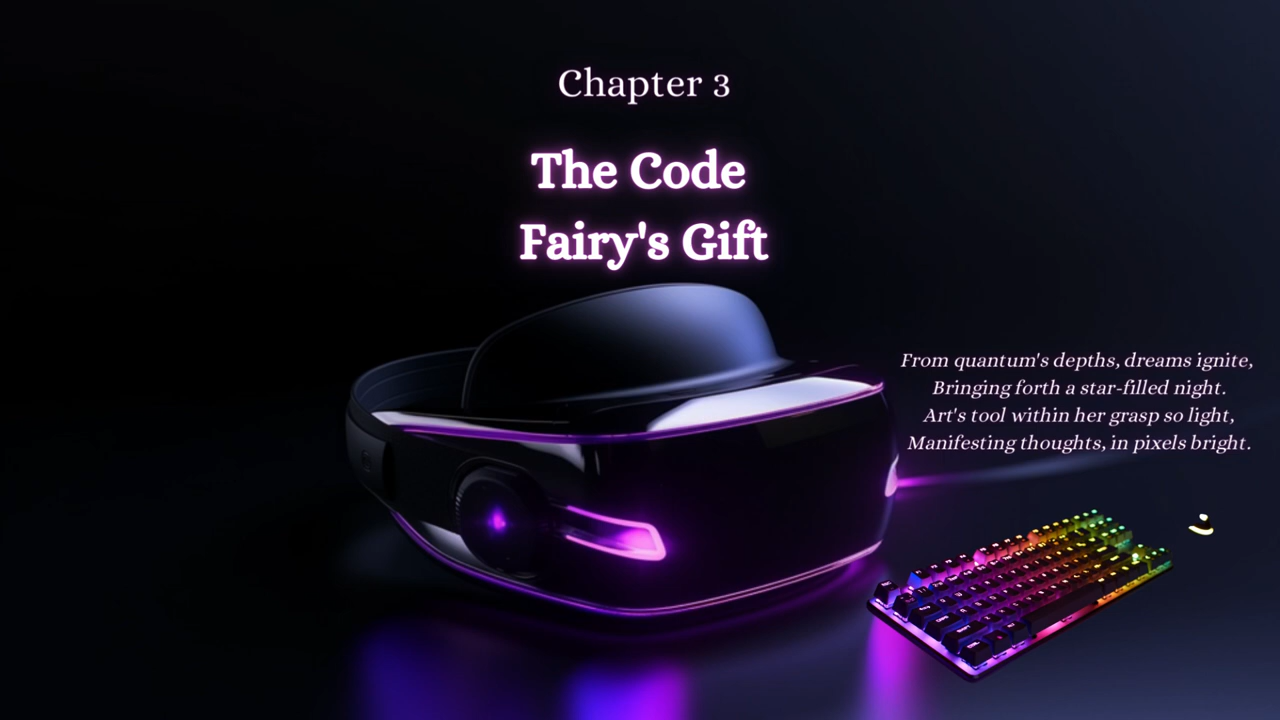 Chapter 3
The Code
Fairy's Gift
From quantum's depths, dreams ignite,
Bringing forth a star-filled night.
Art's tool within her grasp so light,
Manifesting thoughts, in pixels bright.